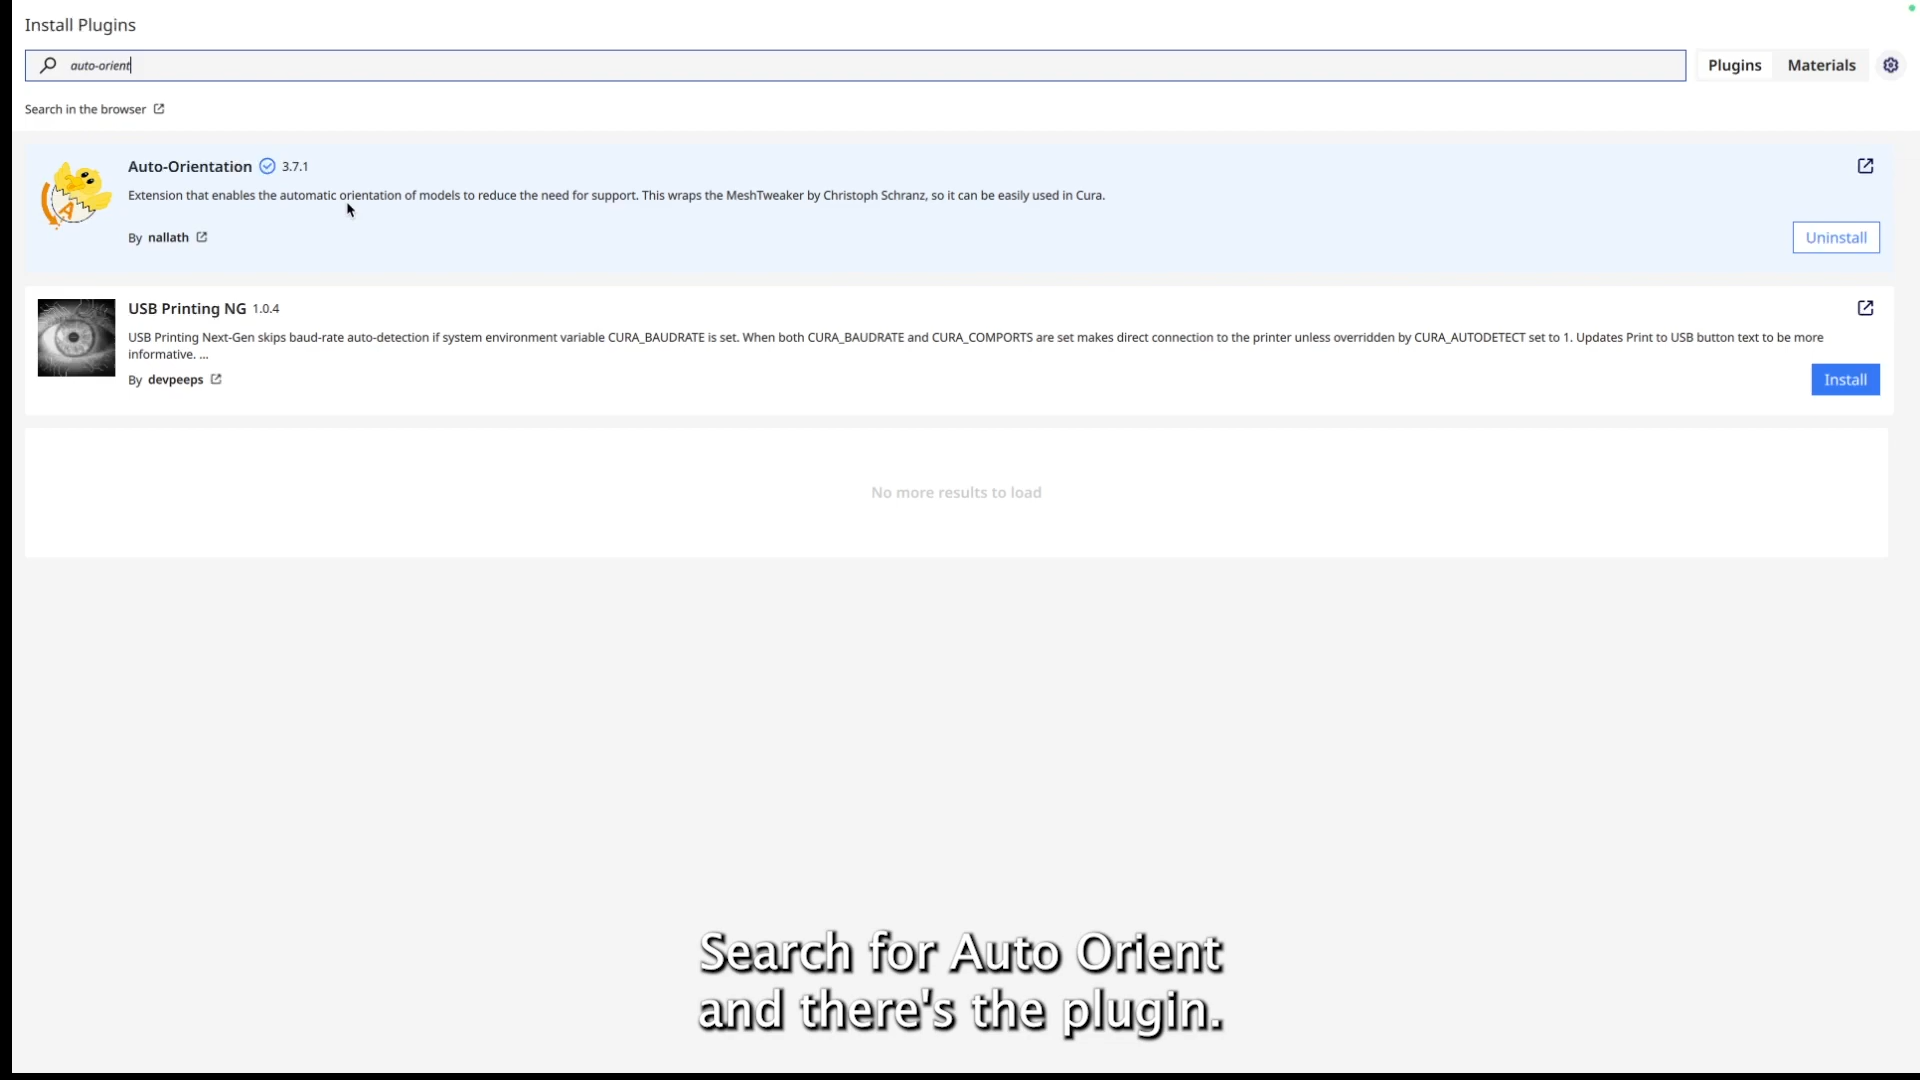 Install Plugins
auto-orient
Plugins
Materials
Search in the browser
Auto-Orientation 3.7.1
Extension that enables the automatic orientation of models to reduce the need for support. This wraps the MeshTweaker by Christoph Schranz, so it can be easily used in Cura.
By nallath
Uninstall
A
USB Printing NG 1.0.4
USB Printing Next-Gen skips baud-rate auto-detection if system environment variable CURA_BAUDRATE is set. When both CURA_BAUDRATE and CURA_COMPORTS are set makes direct connection to the printer unless overridden by CURA_AUTODETECT set to 1. Updates Print to USB button text to be more
informative. ...
By devpeeps
Install
No more results to load
Search for Auto Orient
and there's the plugin.